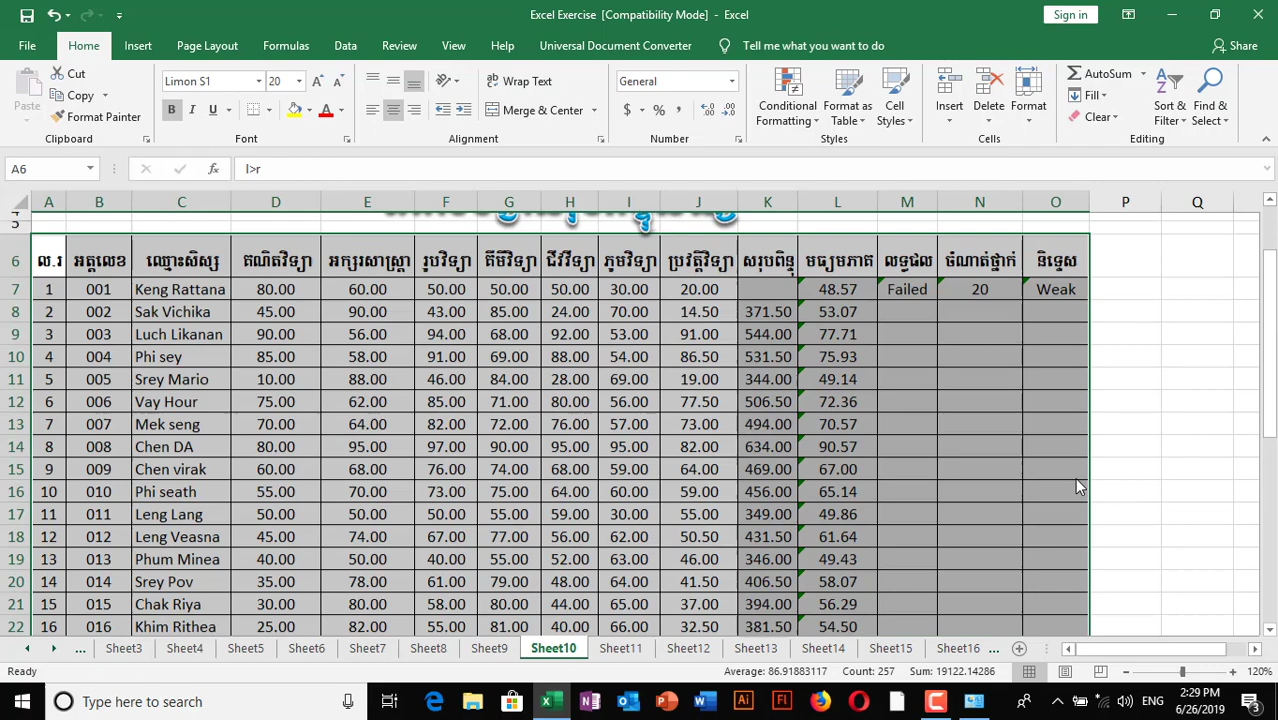 Excel Exercise [Compatibility Mode] - Excel
Sign in
File Home Insert Page Layout Formulas Data Review View Help Universal Document Converter Tell me what you want to do Share
Paste Cut Copy Format Painter Clipboard
Limon S1 20 B I U A Font
Wrap Text Merge & Center Alignment
General $ % , Number
Conditional Formatting Format as Table Cell Styles Styles
Insert Delete Format Cells
AutoSum Fill Clear Sort & Filter Find & Select Editing
A6 fx l>r
A B C D E F G H I J K L M N O P Q
4
5
6 ល.រ អត្តលេខ ឈ្មោះសិស្ស គណិតវិទ្យា អក្សរសាស្ត្រ រូបវិទ្យា គីមីវិទ្យា ជីវវិទ្យា ភូមវិទ្យា ប្រវត្តិវិទ្យា សរុបពិន្ទុ មធ្យមភាគ លទ្ធផល ចំណាត់ថ្នាក់ និទ្ទេស
7 1 001 Keng Rattana 80.00 60.00 50.00 50.00 50.00 30.00 20.00 48.57 Failed 20 Weak
8 2 002 Sak Vichika 45.00 90.00 43.00 85.00 24.00 70.00 14.50 371.50 53.07
9 3 003 Luch Likanan 90.00 56.00 94.00 68.00 92.00 53.00 91.00 544.00 77.71
10 4 004 Phi sey 85.00 58.00 91.00 69.00 88.00 54.00 86.50 531.50 75.93
11 5 005 Srey Mario 10.00 88.00 46.00 84.00 28.00 69.00 19.00 344.00 49.14
12 6 006 Vay Hour 75.00 62.00 85.00 71.00 80.00 56.00 77.50 506.50 72.36
13 7 007 Mek seng 70.00 64.00 82.00 72.00 76.00 57.00 73.00 494.00 70.57
14 8 008 Chen DA 80.00 95.00 97.00 90.00 95.00 95.00 82.00 634.00 90.57
15 9 009 Chen virak 60.00 68.00 76.00 74.00 68.00 59.00 64.00 469.00 67.00
16 10 010 Phi seath 55.00 70.00 73.00 75.00 64.00 60.00 59.00 456.00 65.14
17 11 011 Leng Lang 50.00 50.00 54.00 50.00 60.00 30.00 55.00 349.00 49.86
18 12 012 Leng Veasna 45.00 74.00 67.00 77.00 56.00 62.00 50.50 431.50 61.64
19 13 013 Phum Minea 40.00 50.00 40.00 55.00 52.00 63.00 46.00 346.00 49.43
20 14 014 Srey Pov 35.00 78.00 61.00 79.00 48.00 64.00 41.50 406.50 58.07
21 15 015 Chak Riya 30.00 80.00 58.00 80.00 44.00 65.00 37.00 394.00 56.29
22 16 016 Khim Rithea 25.00 82.00 55.00 81.00 40.00 66.00 32.50 381.50 54.50
... Sheet3 Sheet4 Sheet5 Sheet6 Sheet7 Sheet8 Sheet9 Sheet10 Sheet11 Sheet12 Sheet13 Sheet14 Sheet15 Sheet16 ...
Ready Average: 86.91883117 Count: 257 Sum: 19122.14286 120%
Type here to search ENG 2:29 PM
6/26/2019 3